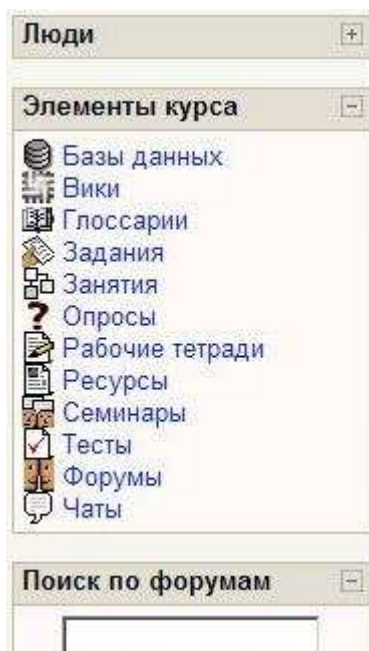 Люди
Элементы курса
Базы данных
Вики
Глоссарии
Задания
Занятия
Опросы
Рабочие тетради
Ресурсы
Семинары
Тесты
Форумы
Чаты
Поиск по форумам